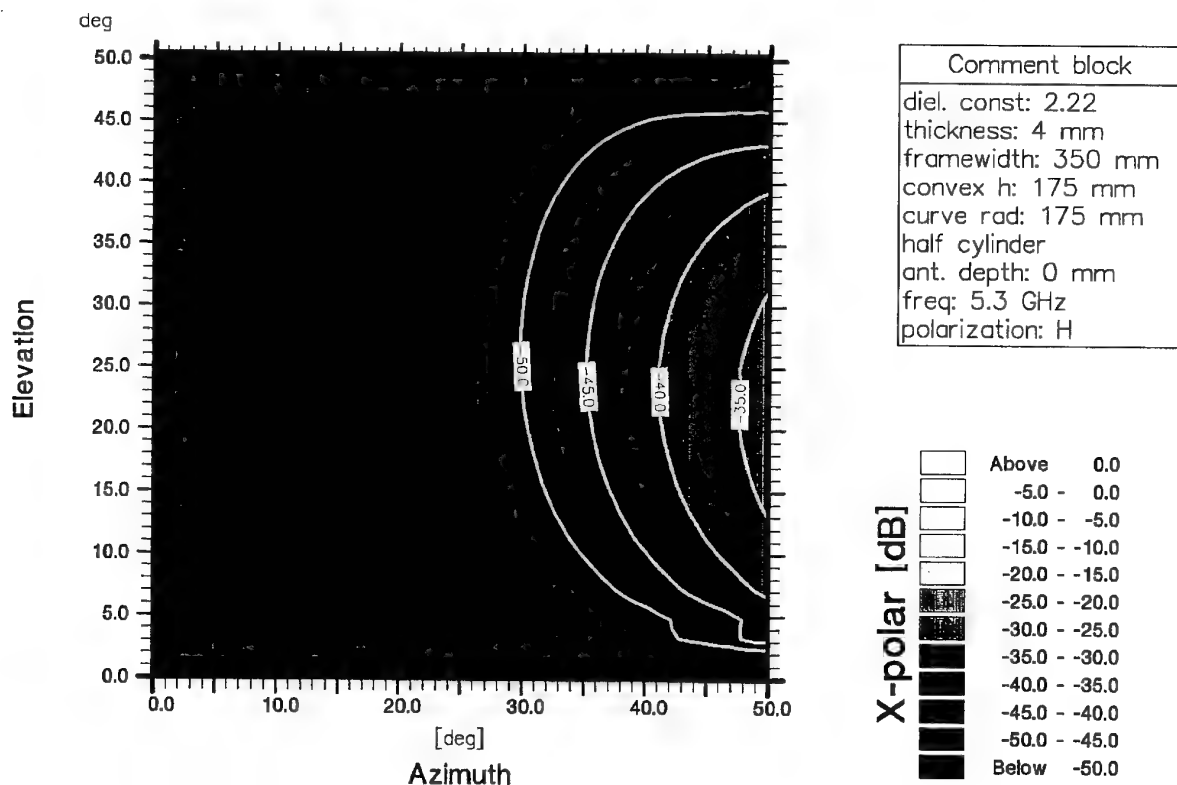 deg
50.0
45.0
40.0
35.0
30.0
25.0
20.0
15.0
10.0
5.0
0.0
Elevation
0.0 10.0 20.0 30.0 40.0 50.0
[deg]
Azimuth
-50.0
-45.0
-40.0
-35.0
Comment block
diel. const: 2.22
thickness: 4 mm
framewidth: 350 mm
convex h: 175 mm
curve rad: 175 mm
half cylinder
ant. depth: 0 mm
freq: 5.3 GHz
polarization: H
X-polar [dB]
Above 0.0
-5.0 - 0.0
-10.0 - -5.0
-15.0 - -10.0
-20.0 - -15.0
-25.0 - -20.0
-30.0 - -25.0
-35.0 - -30.0
-40.0 - -35.0
-45.0 - -40.0
-50.0 - -45.0
Below -50.0